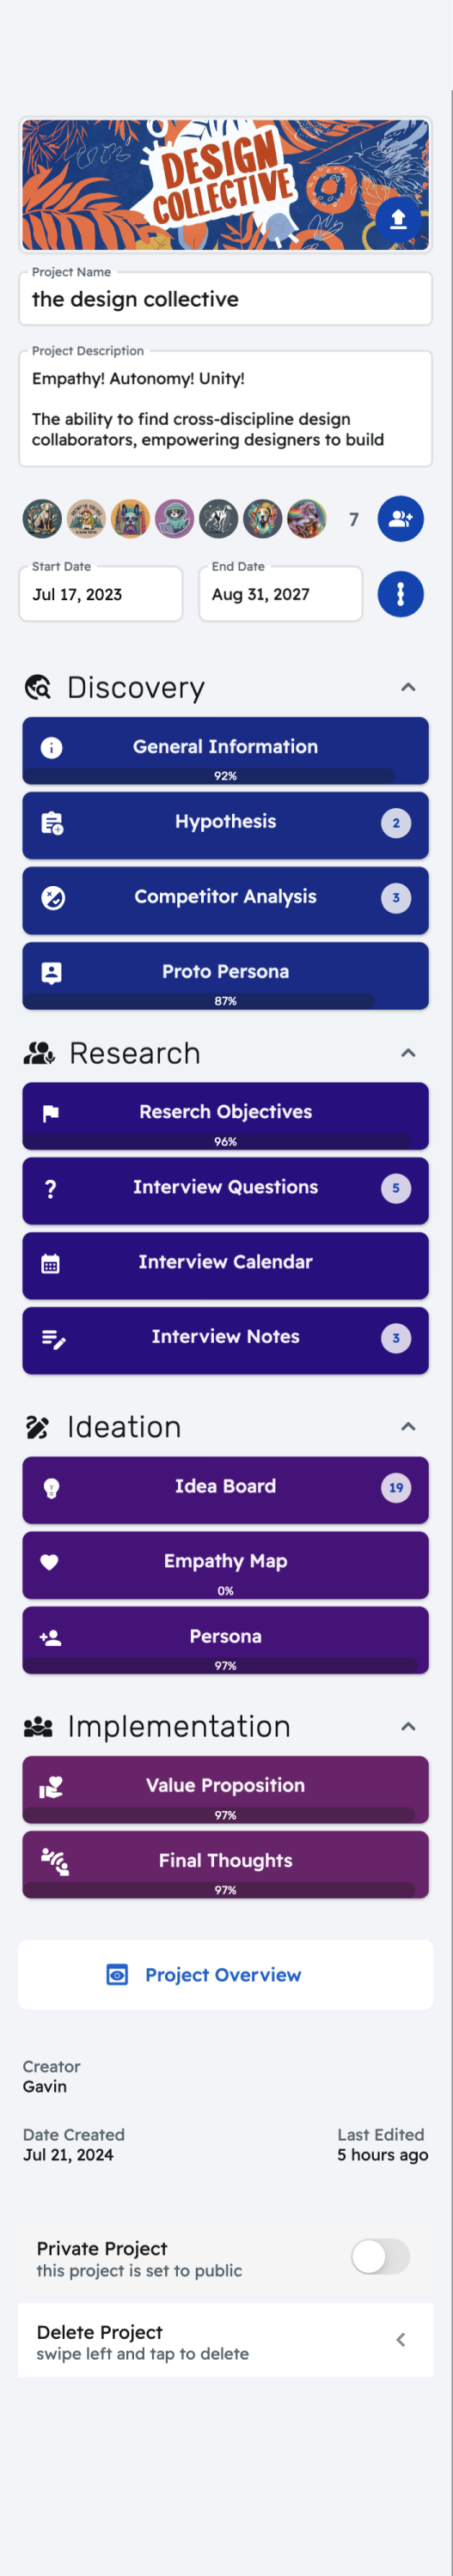 DESIGN
COLLECTIVE
Project Name
the design collective
Project Description
Empathy! Autonomy! Unity!
The ability to find cross-discipline design
collaborators, empowering designers to build
7
Start Date
Jul 17, 2023
End Date
Aug 31, 2027
Discovery
General Information
92%
Hypothesis
2
Competitor Analysis
3
Proto Persona
87%
Research
Reserch Objectives
96%
Interview Questions
5
Interview Calendar
Interview Notes
3
Ideation
Idea Board
19
Empathy Map
0%
Persona
97%
Implementation
Value Proposition
97%
Final Thoughts
97%
Project Overview
Creator
Gavin
Date Created
Jul 21, 2024
Last Edited
5 hours ago
Private Project
this project is set to public
Delete Project
swipe left and tap to delete